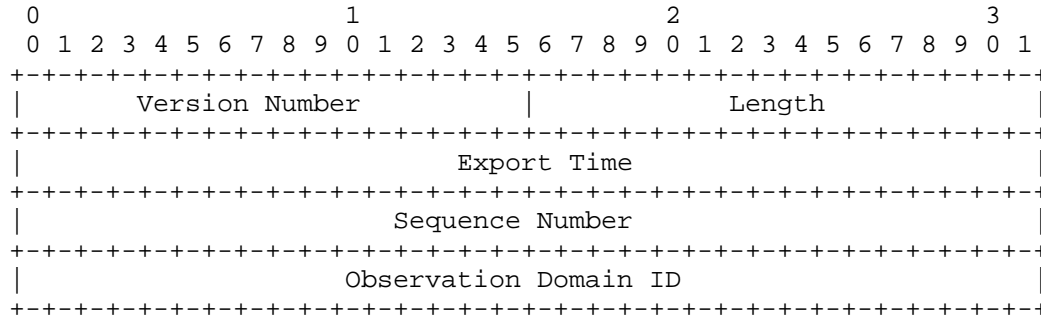 0                   1                   2                   3
 0 1 2 3 4 5 6 7 8 9 0 1 2 3 4 5 6 7 8 9 0 1 2 3 4 5 6 7 8 9 0 1
+-+-+-+-+-+-+-+-+-+-+-+-+-+-+-+-+-+-+-+-+-+-+-+-+-+-+-+-+-+-+-+-+
|       Version Number          |            Length             |
+-+-+-+-+-+-+-+-+-+-+-+-+-+-+-+-+-+-+-+-+-+-+-+-+-+-+-+-+-+-+-+-+
|                           Export Time                         |
+-+-+-+-+-+-+-+-+-+-+-+-+-+-+-+-+-+-+-+-+-+-+-+-+-+-+-+-+-+-+-+-+
|                       Sequence Number                         |
+-+-+-+-+-+-+-+-+-+-+-+-+-+-+-+-+-+-+-+-+-+-+-+-+-+-+-+-+-+-+-+-+
|                    Observation Domain ID                      |
+-+-+-+-+-+-+-+-+-+-+-+-+-+-+-+-+-+-+-+-+-+-+-+-+-+-+-+-+-+-+-+-+